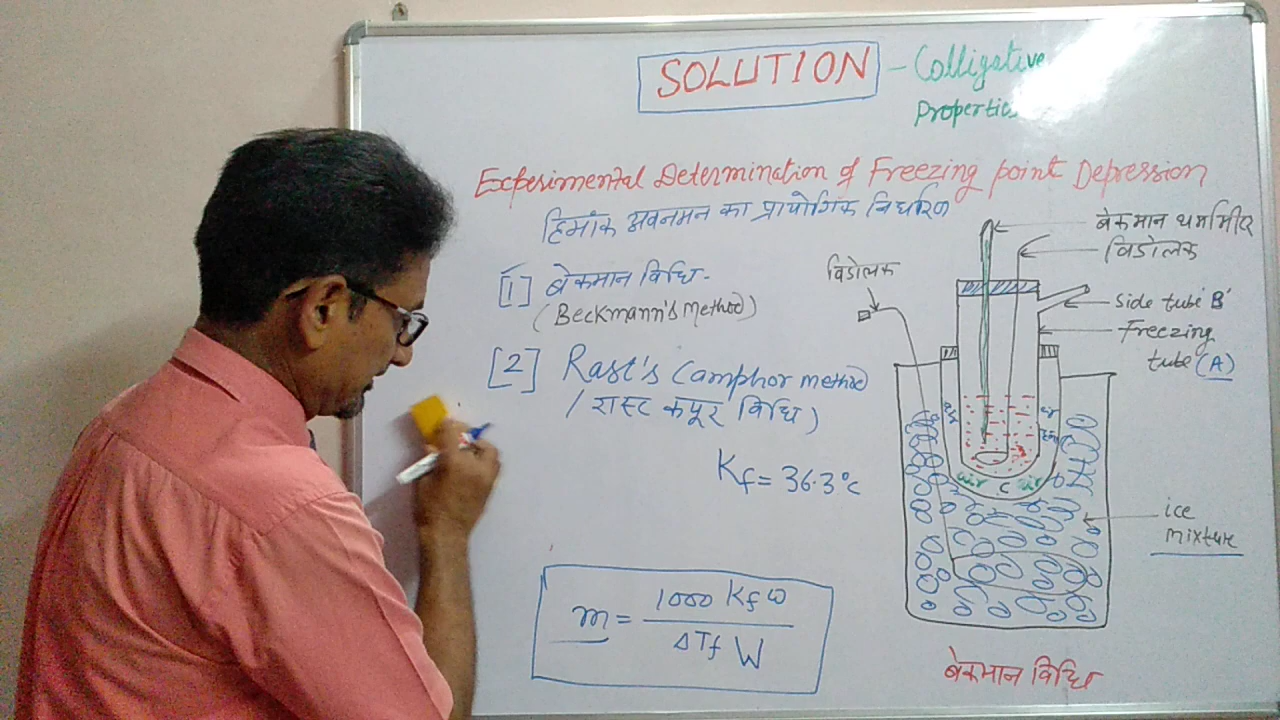 SOLUTION - Colligative
Properties
Experimental Determination of Freezing point Depression
हिमांक अवनमन का प्रायोगिक निर्धारण
[1] बेकमान विधि -
(Beckmann's Method)
[2] Rast's Camphor method
/ रास्ट कपूर विधि)
Kf = 36.3°c
m = 1000 Kf w
ΔTf W
बेकमान थर्मामीटर
विडोलक
विडोलक
Side tube 'B'
Freezing
tube (A)
air C air
ice
mixture
बेकमान विधि